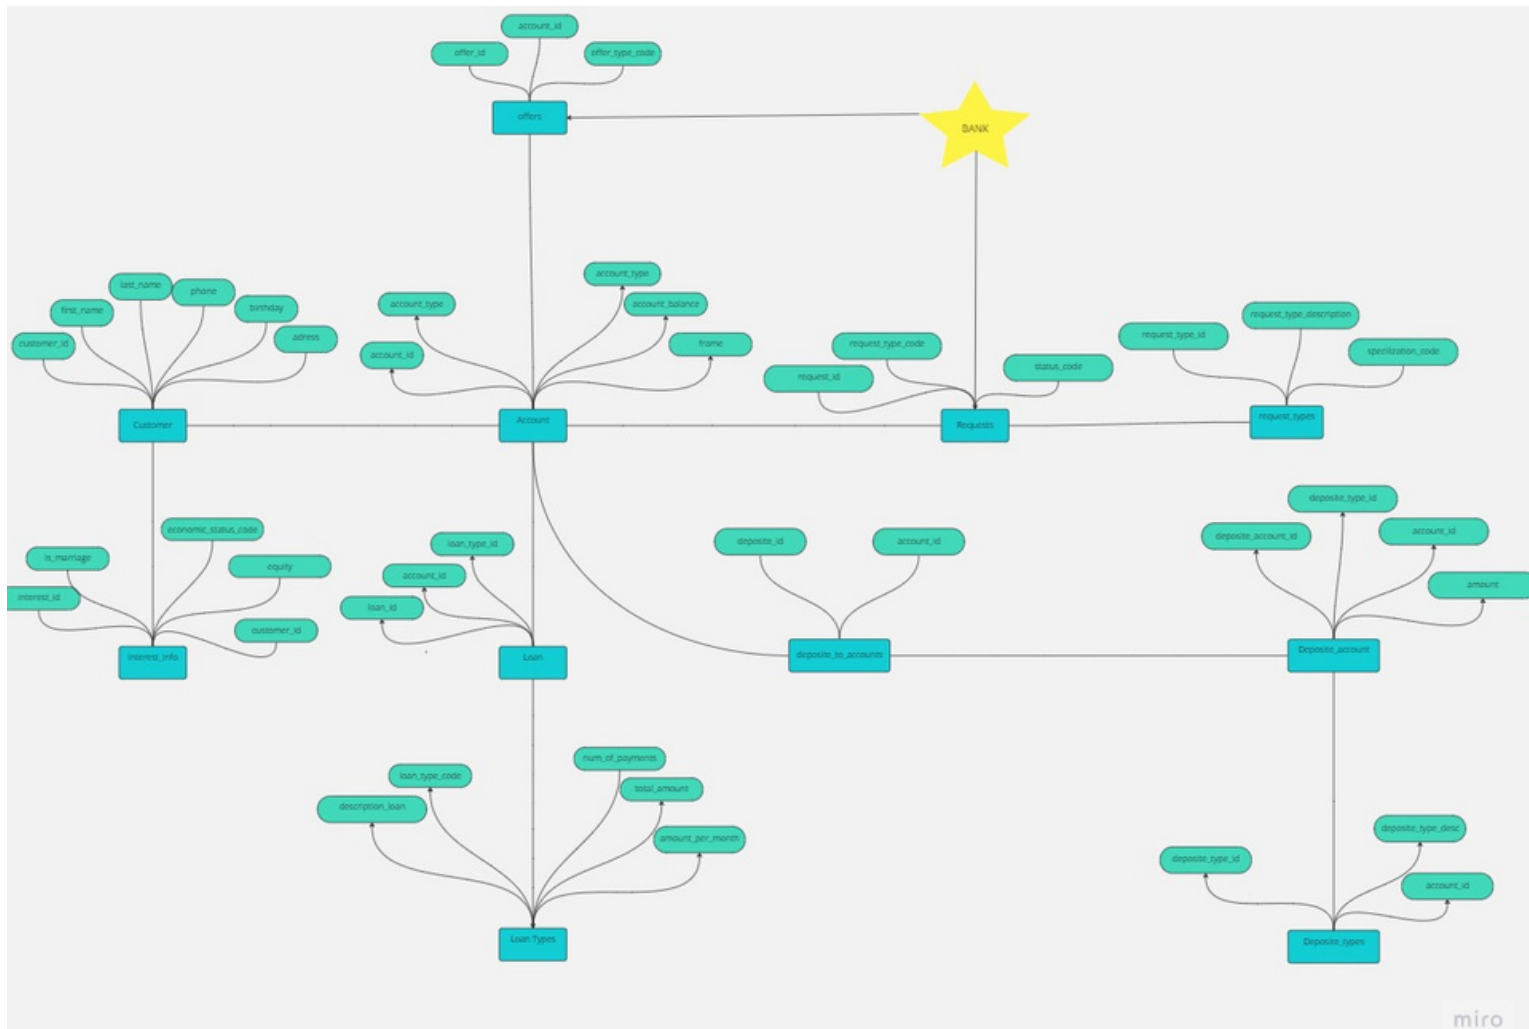 account_id
offer_id
offer_type_code
offers
BANK
last_name
phone
first_name
birthday
customer_id
adress
Customer
account_type
account_type
account_balance
account_id
frame
Account
request_type_code
request_id
status_code
Requests
request_type_id
request_type_description
specilization_code
request_types
economic_status_code
is_marriage
equity
interest_id
customer_id
interest_info
loan_type_id
account_id
loan_id
Loan
deposite_id
account_id
deposite_to_accounts
deposite_type_id
deposite_account_id
account_id
amount
Deposite_account
num_of_payments
loan_type_code
total_amount
description_loan
amount_per_month
Loan Types
deposite_type_desc
deposite_type_id
account_id
Deposite_types
miro